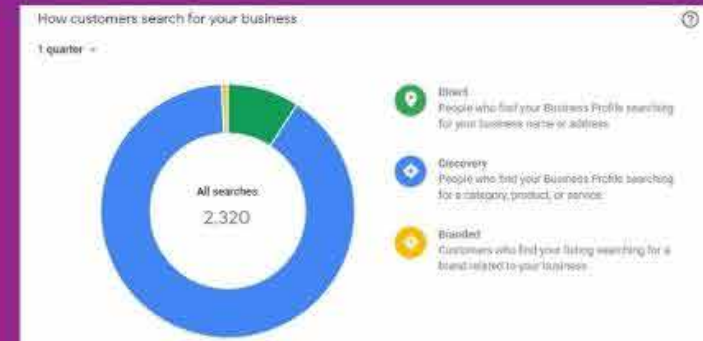 How customers search for your business
1 quarter
All searches
2,320
Direct
People who find your Business Profile searching
for your business name or address
Discovery
People who find your Business Profile searching
for a category, product, or service
Branded
Customers who find your listing searching for a
brand related to your business